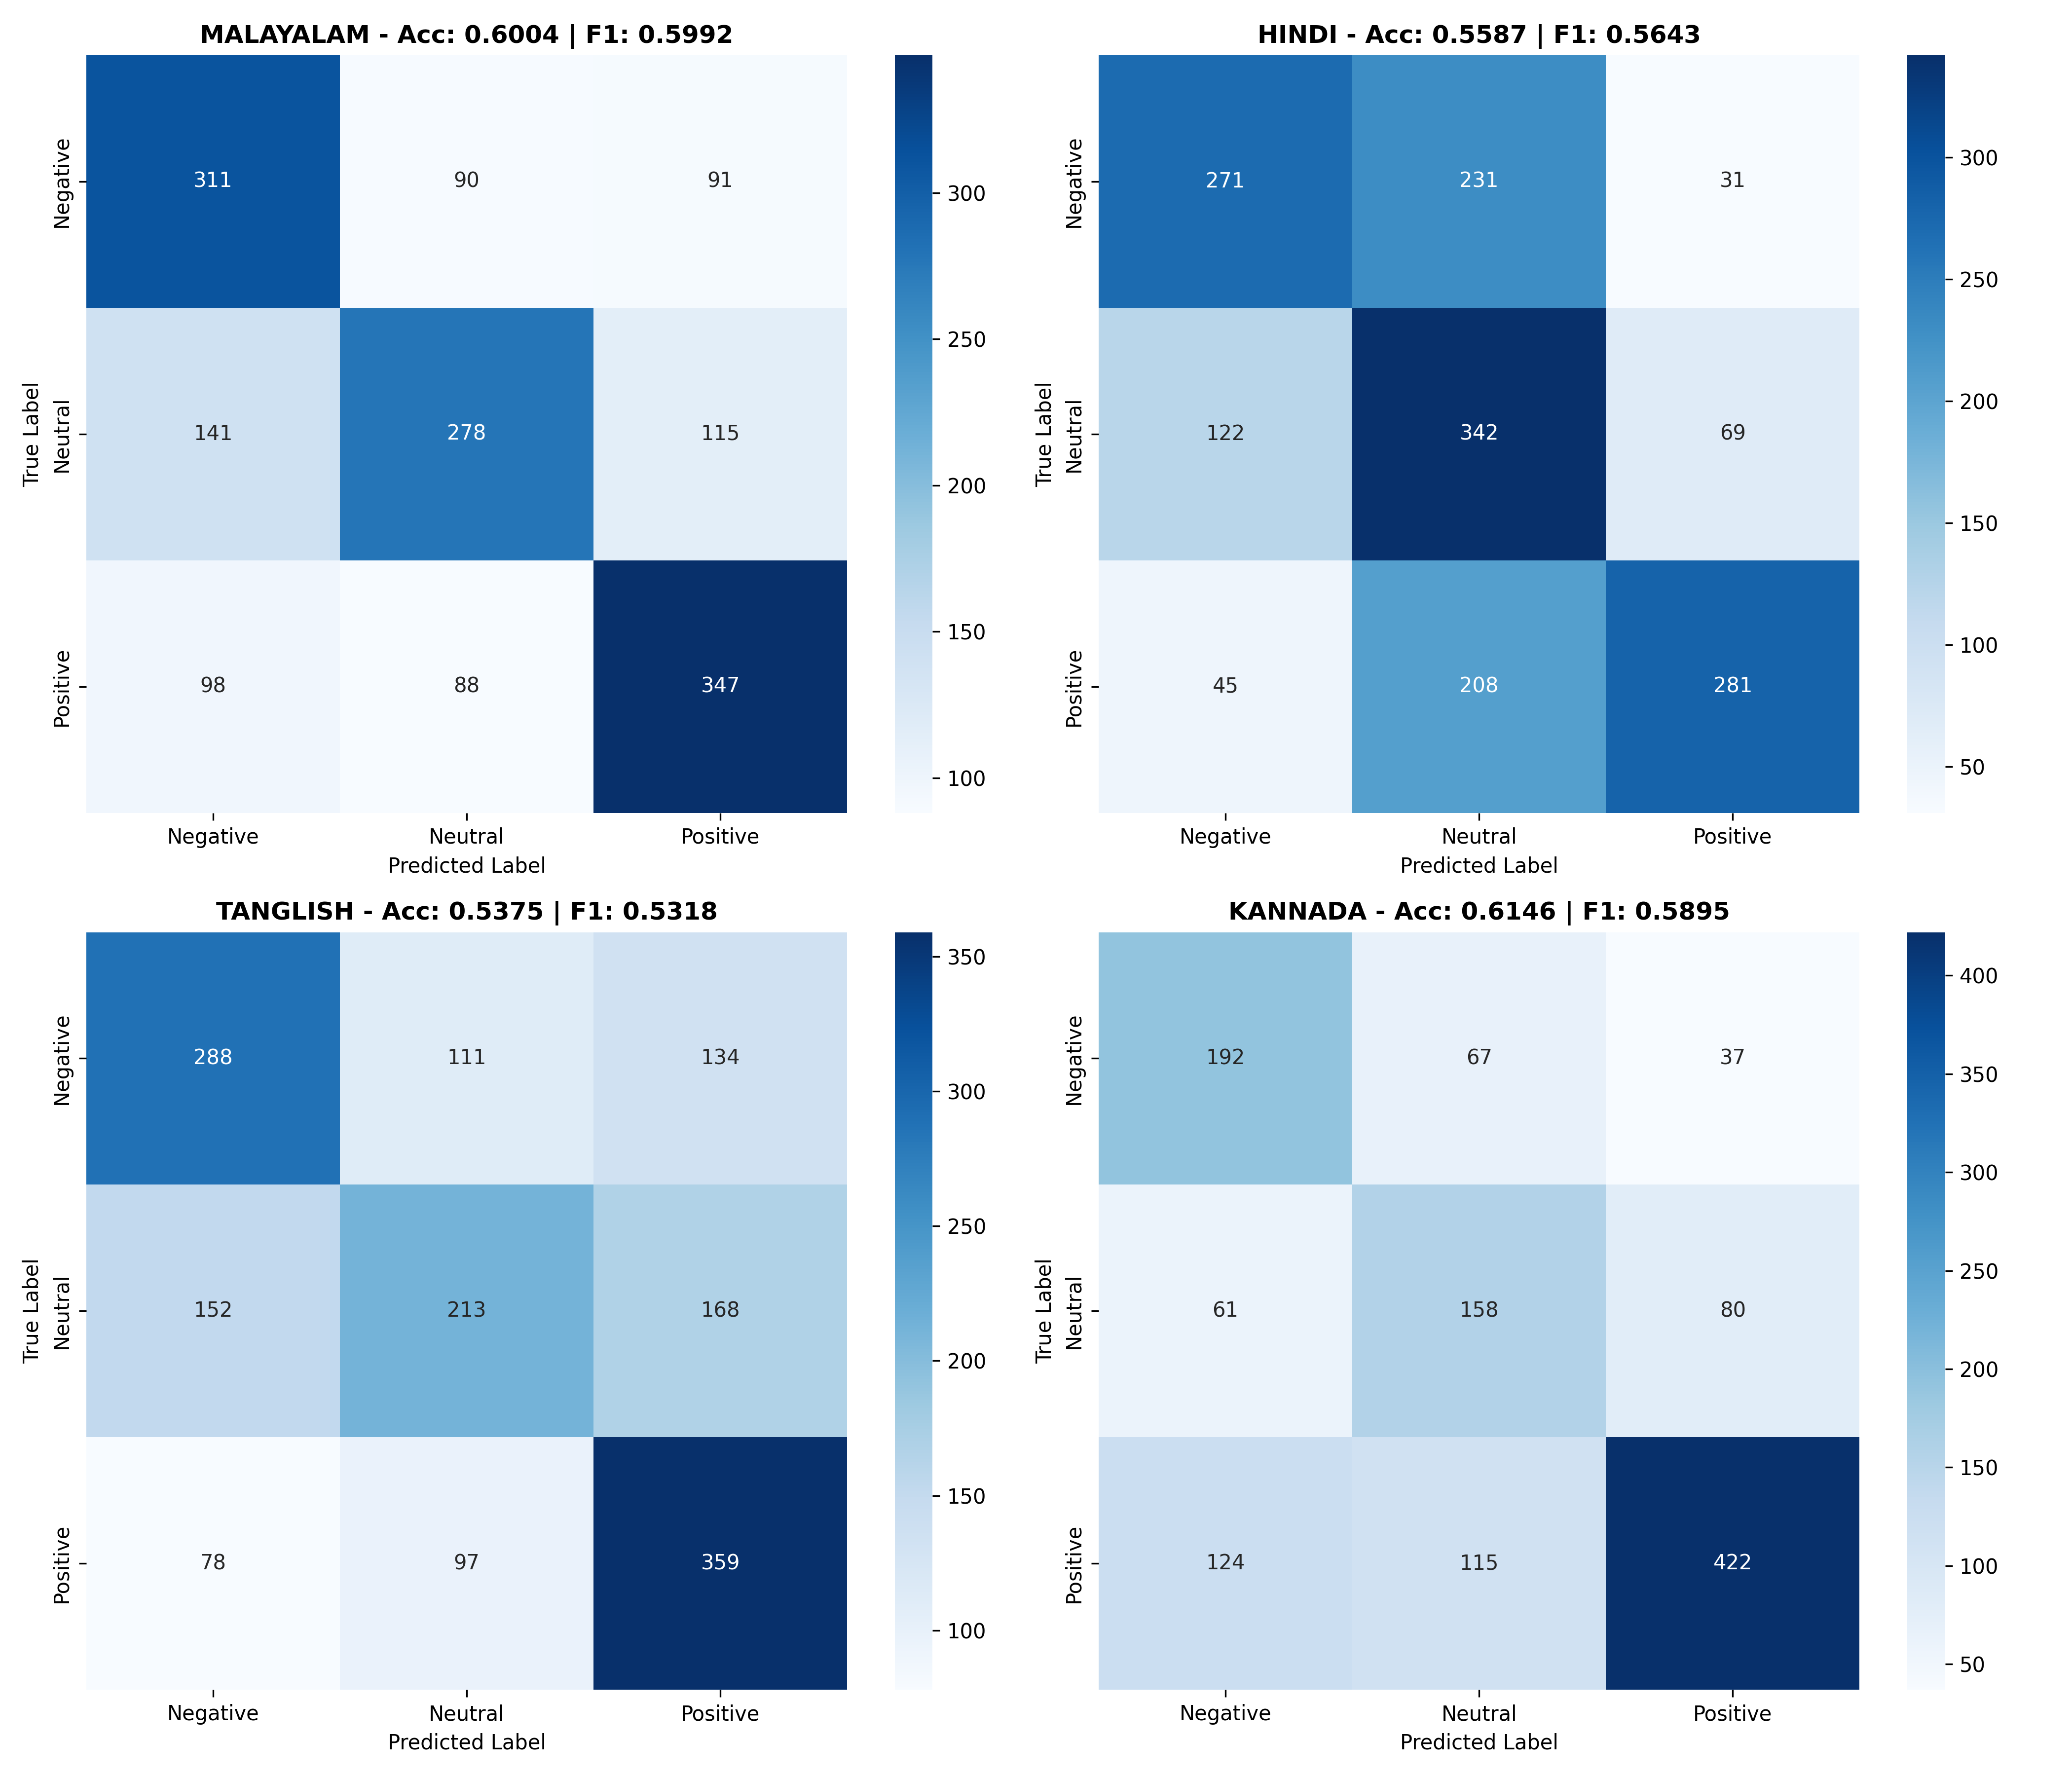 MALAYALAM - Acc: 0.6004 | F1: 0.5992
True Label
Negative
Neutral
Positive
311 90 91
141 278 115
98 88 347
Negative Neutral Positive
Predicted Label
300
250
200
150
100
HINDI - Acc: 0.5587 | F1: 0.5643
True Label
Negative
Neutral
Positive
271 231 31
122 342 69
45 208 281
Negative Neutral Positive
Predicted Label
300
250
200
150
100
50
TANGLISH - Acc: 0.5375 | F1: 0.5318
True Label
Negative
Neutral
Positive
288 111 134
152 213 168
78 97 359
Negative Neutral Positive
Predicted Label
350
300
250
200
150
100
KANNADA - Acc: 0.6146 | F1: 0.5895
True Label
Negative
Neutral
Positive
192 67 37
61 158 80
124 115 422
Negative Neutral Positive
Predicted Label
400
350
300
250
200
150
100
50